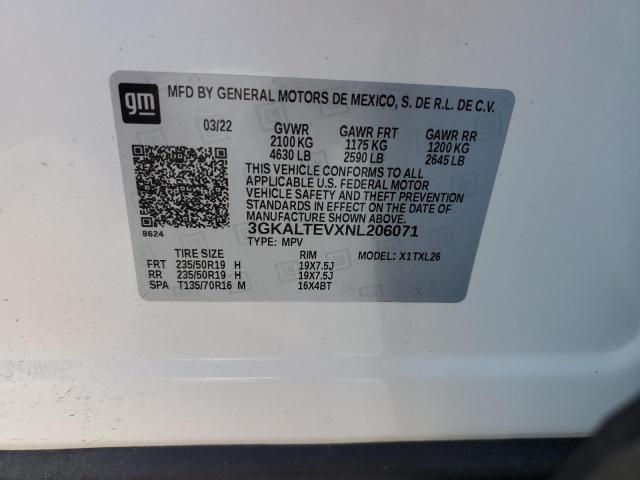 gm MFD BY GENERAL MOTORS DE MEXICO, S. DE R.L. DE C.V.
03/22 GVWR GAWR FRT GAWR RR
2100 KG 1175 KG 1200 KG
4630 LB 2590 LB 2645 LB
THIS VEHICLE CONFORMS TO ALL
APPLICABLE U.S. FEDERAL MOTOR
VEHICLE SAFETY AND THEFT
PREVENTION STANDARDS IN EFFECT
ON THE DATE OF MANUFACTURE
SHOWN ABOVE.
8624
3GKALTEVXNL206071
TYPE: MPV
TIRE SIZE RIM MODEL: X1TXL26
FRT 235/50R19 H 19X7.5J
RR 235/50R19 H 19X7.5J
SPA T135/70R16 M 16X4BT